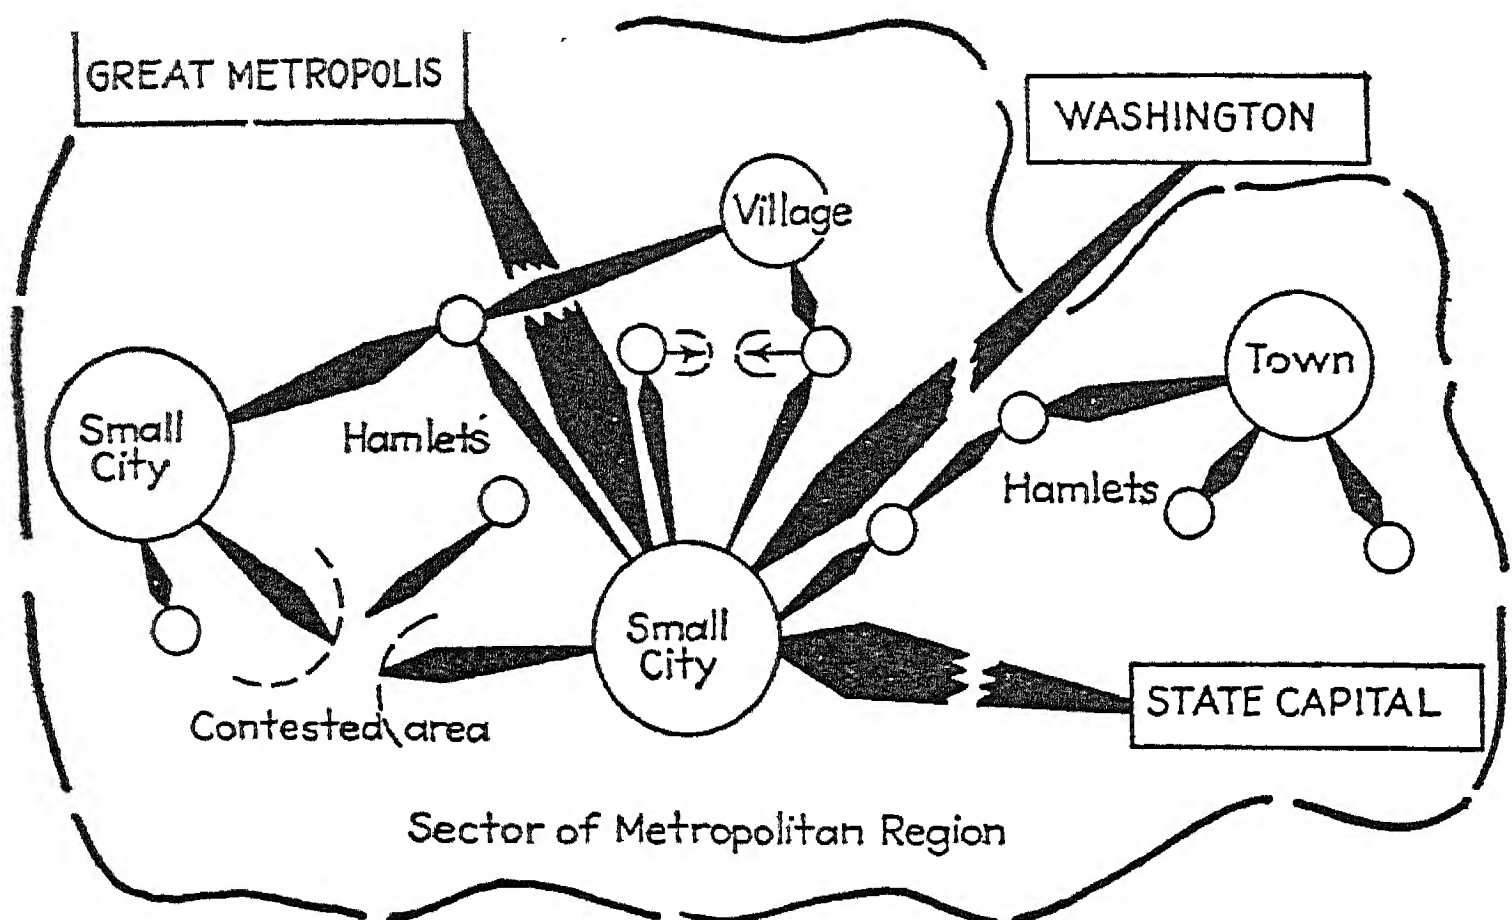 GREAT METROPOLIS
WASHINGTON
Village
Town
Small
City
Hamlets
Hamlets
Small
City
STATE CAPITAL
Contested area
Sector of Metropolitan Region